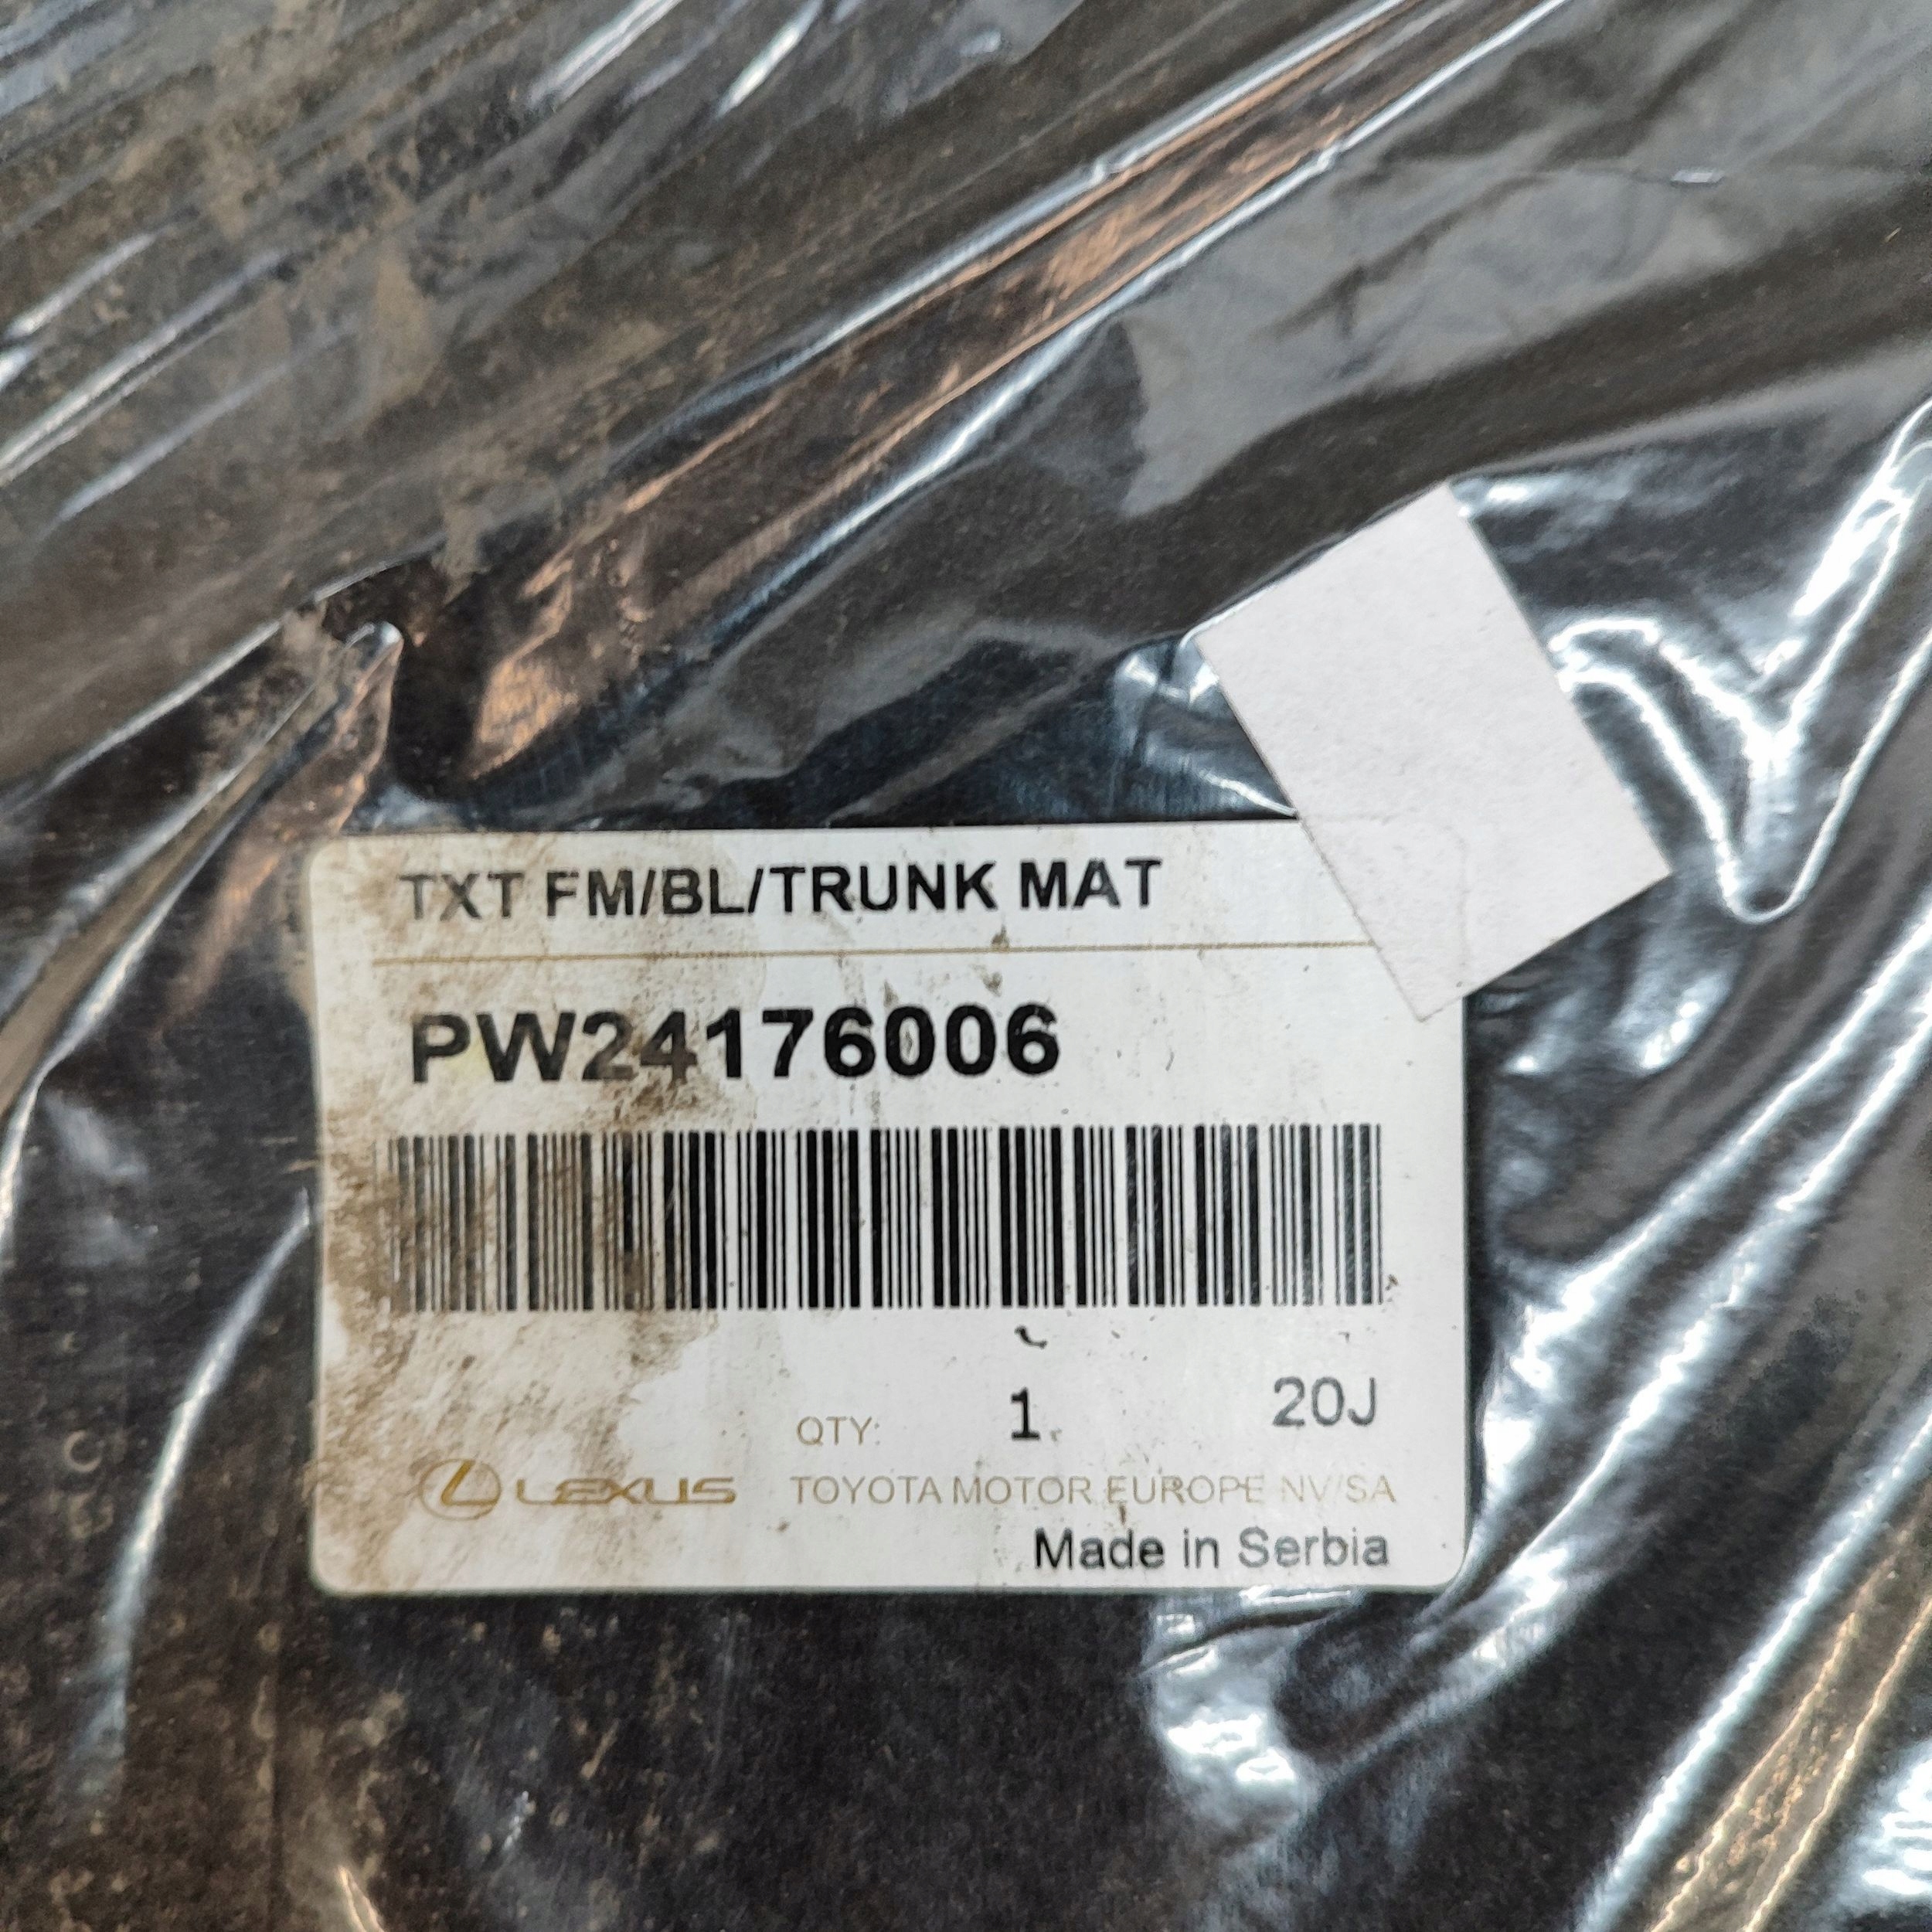 TXT FM/BL/TRUNK MAT
PW24176006
1 20J
QTY:
LEXUS TOYOTA MOTOR EUROPE NV/SA
Made in Serbia